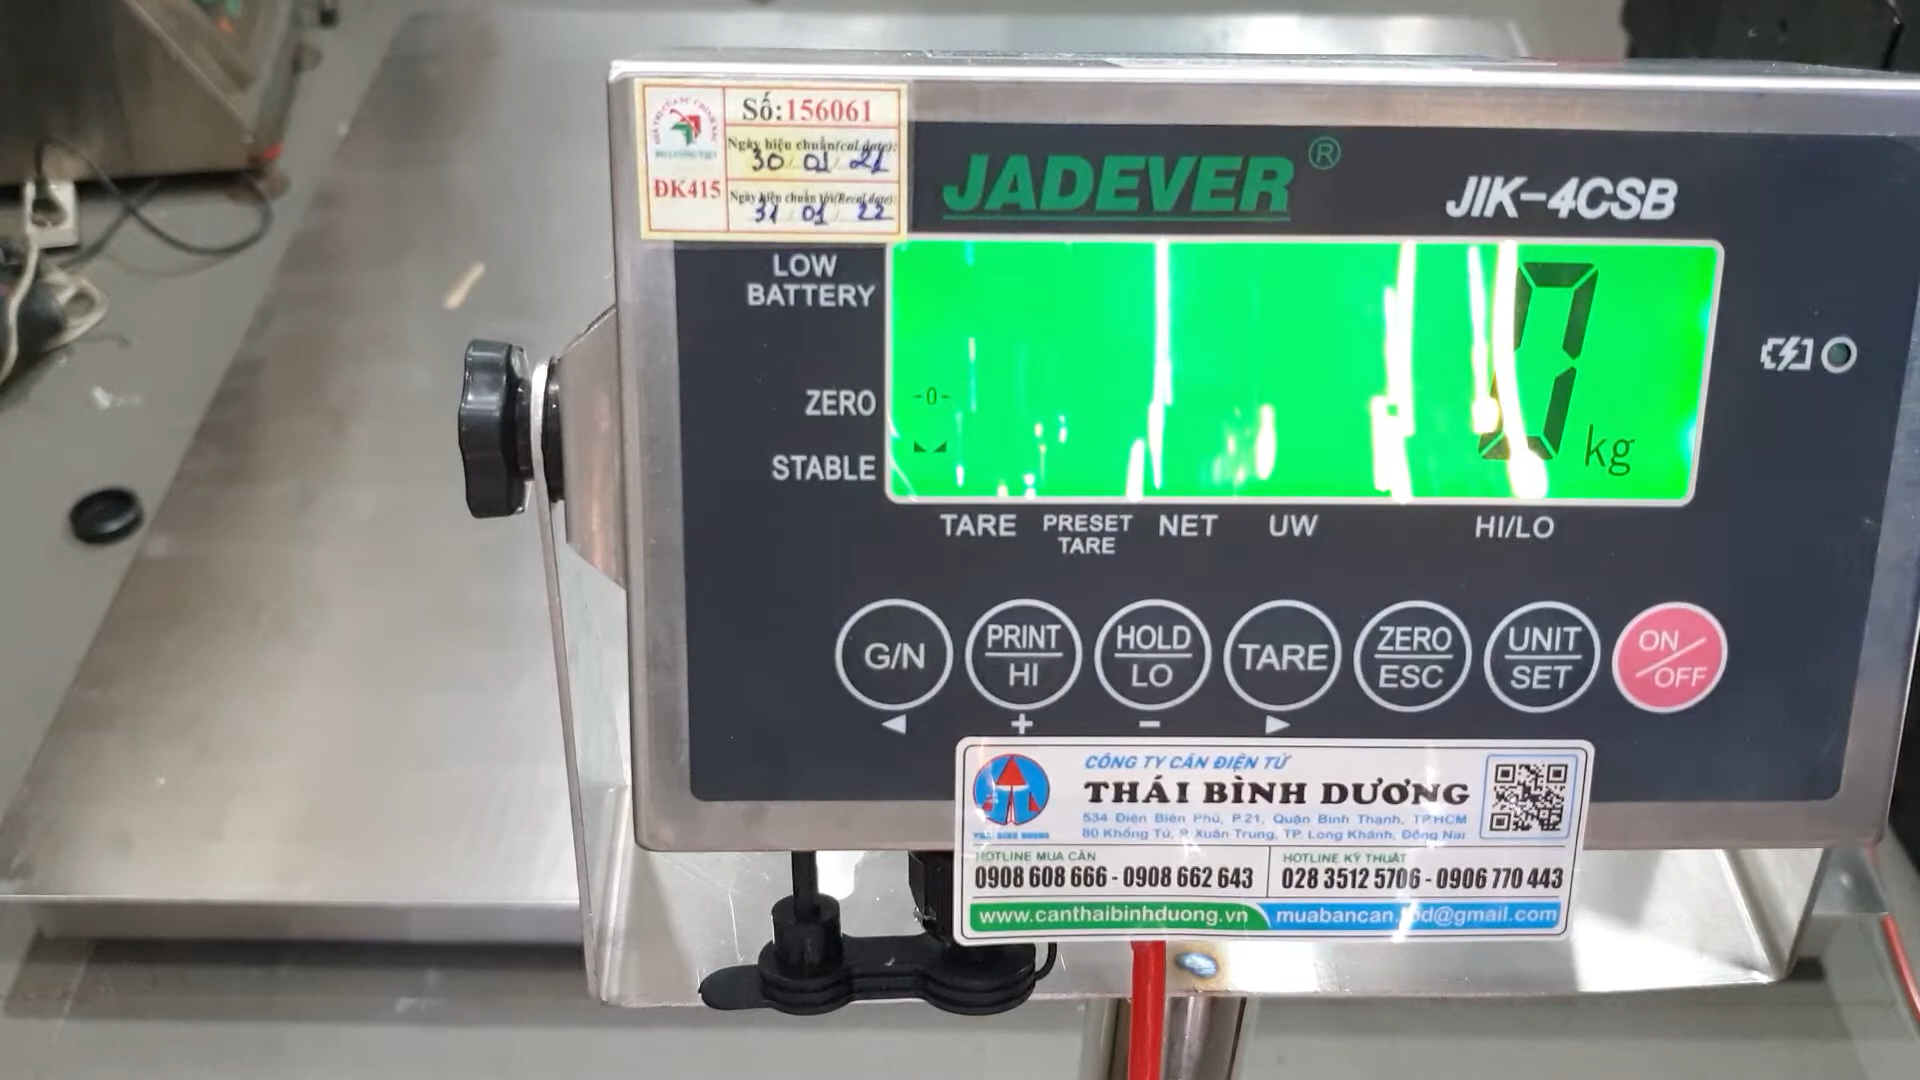 Số:156061
Ngày hiệu chuẩn(cal.date):
30/01/21
ĐK415
Ngày hiệu chuẩn tới(Recal.date):
31/01/22
JADEVER®
JIK-4CSB
LOW
BATTERY
ZERO
STABLE
-0-
0
kg
TARE
PRESET
TARE
NET
UW
HI/LO
G/N
PRINT
HI
HOLD
LO
TARE
ZERO
ESC
UNIT
SET
ON
OFF
+
-
CÔNG TY CÂN ĐIỆN TỬ
THÁI BÌNH DƯƠNG
534 Điện Biên Phủ, P.21, Quận Bình Thạnh, TP.HCM
80 Khổng Tử, P. Xuân Trung, TP. Long Khánh, Đồng Nai
THÁI BÌNH DƯƠNG
HOTLINE MUA CÂN
0908 608 666 - 0908 662 643
HOTLINE KỸ THUẬT
028 3512 5706 - 0906 770 443
www.canthaibinhduong.vn